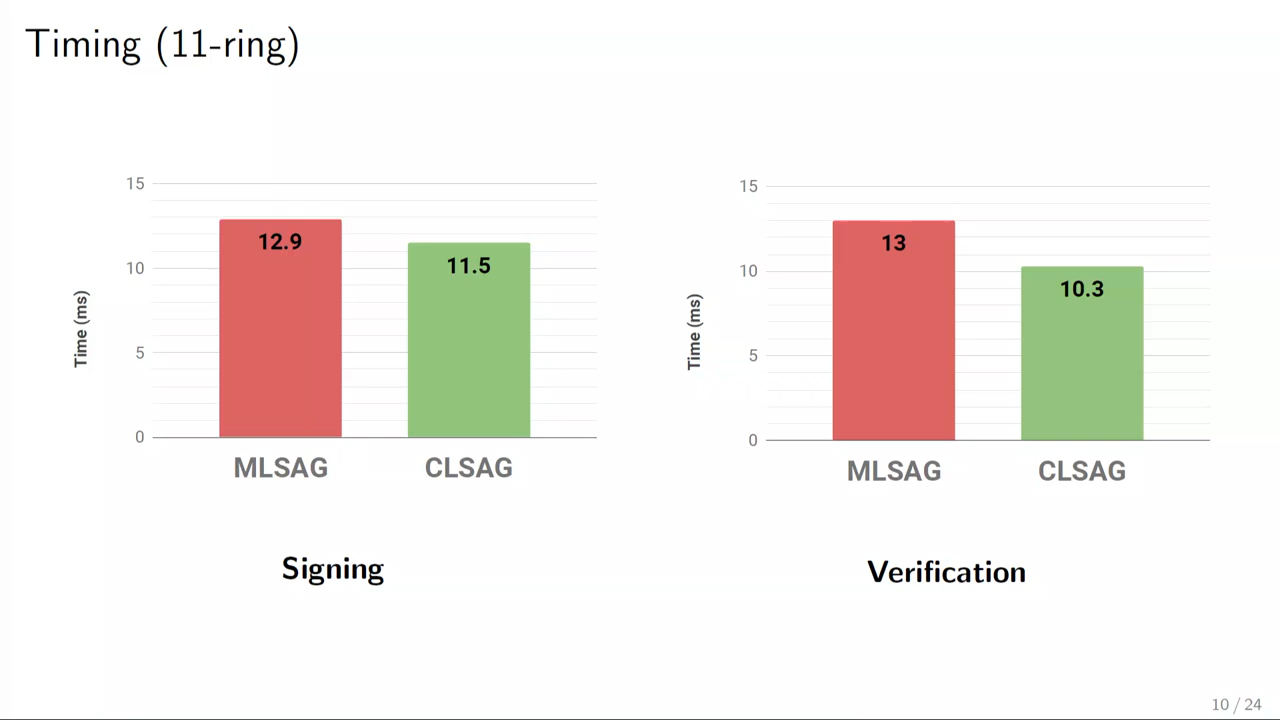 Timing (11-ring)
15
10
5
0
Time (ms)
12.9
11.5
MLSAG
CLSAG
Signing
15
10
5
0
Time (ms)
13
10.3
MLSAG
CLSAG
Verification
10 / 24